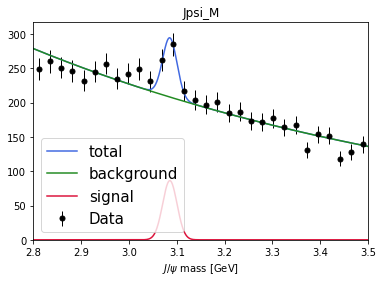 Jpsi_M
300
250
200
150
100
50
0
total
background
signal
Data
2.8 2.9 3.0 3.1 3.2 3.3 3.4 3.5
J/ψ mass [GeV]